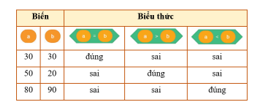 Biến Biểu thức
a b a = b a > b a < b
30 30 đúng sai sai
50 20 sai đúng sai
80 90 sai sai đúng